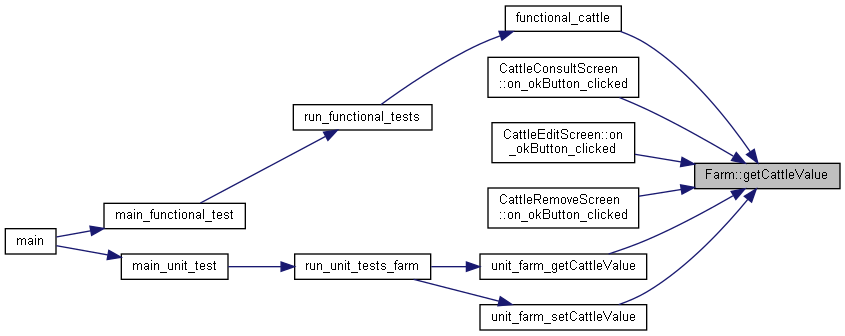 functional_cattle
CattleConsultScreen
::on_okButton_clicked
run_functional_tests
CattleEditScreen::on
_okButton_clicked
Farm::getCattleValue
CattleRemoveScreen
::on_okButton_clicked
main_functional_test
main
main_unit_test
run_unit_tests_farm
unit_farm_getCattleValue
unit_farm_setCattleValue